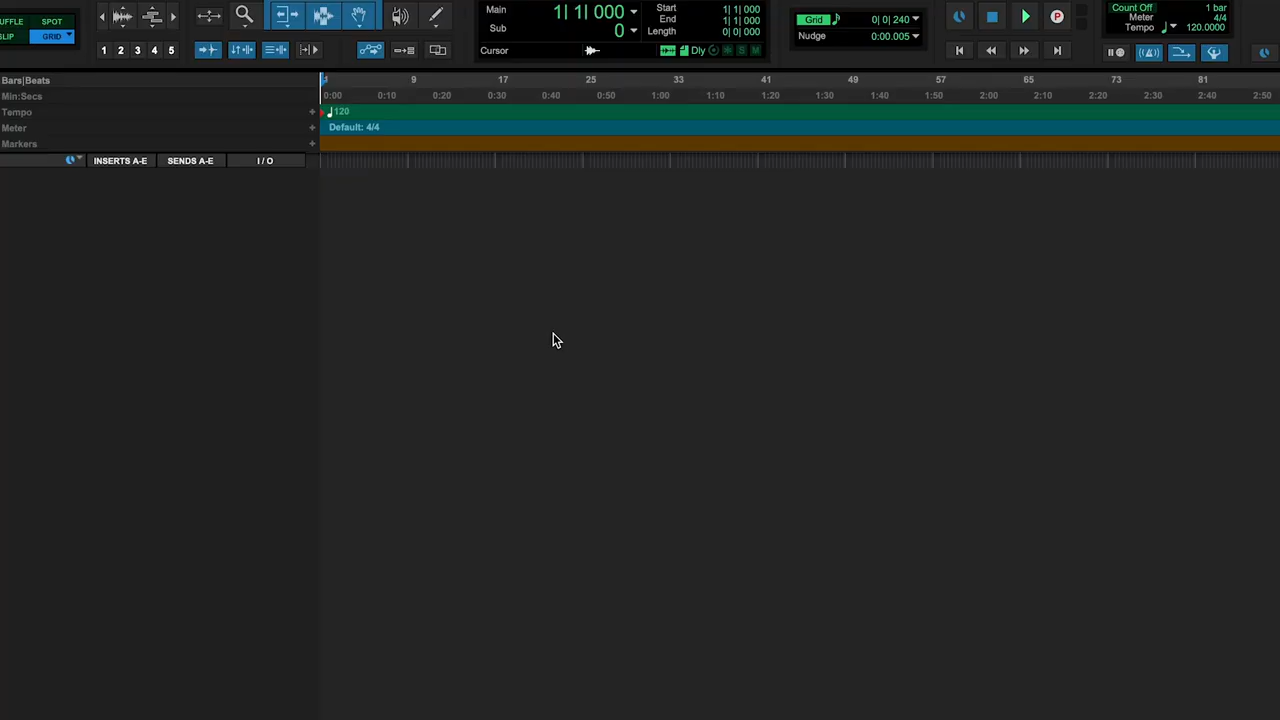 UFFLE SPOT
SLIP GRID
1 2 3 4 5
Main 1| 1| 000
Sub 0
Cursor
Start 1| 1| 000
End 1| 1| 000
Length 0| 0| 000
Dly S M
Grid 0| 0| 240
Nudge 0:00.005
P
Count Off 1 bar
Meter 4/4
Tempo 120.0000
Bars|Beats 1 9 17 25 33 41 49 57 65 73 81
Min:Secs 0:00 0:10 0:20 0:30 0:40 0:50 1:00 1:10 1:20 1:30 1:40 1:50 2:00 2:10 2:20 2:30 2:40 2:50
Tempo + 120
Meter + Default: 4/4
Markers +
INSERTS A-E SENDS A-E I / O